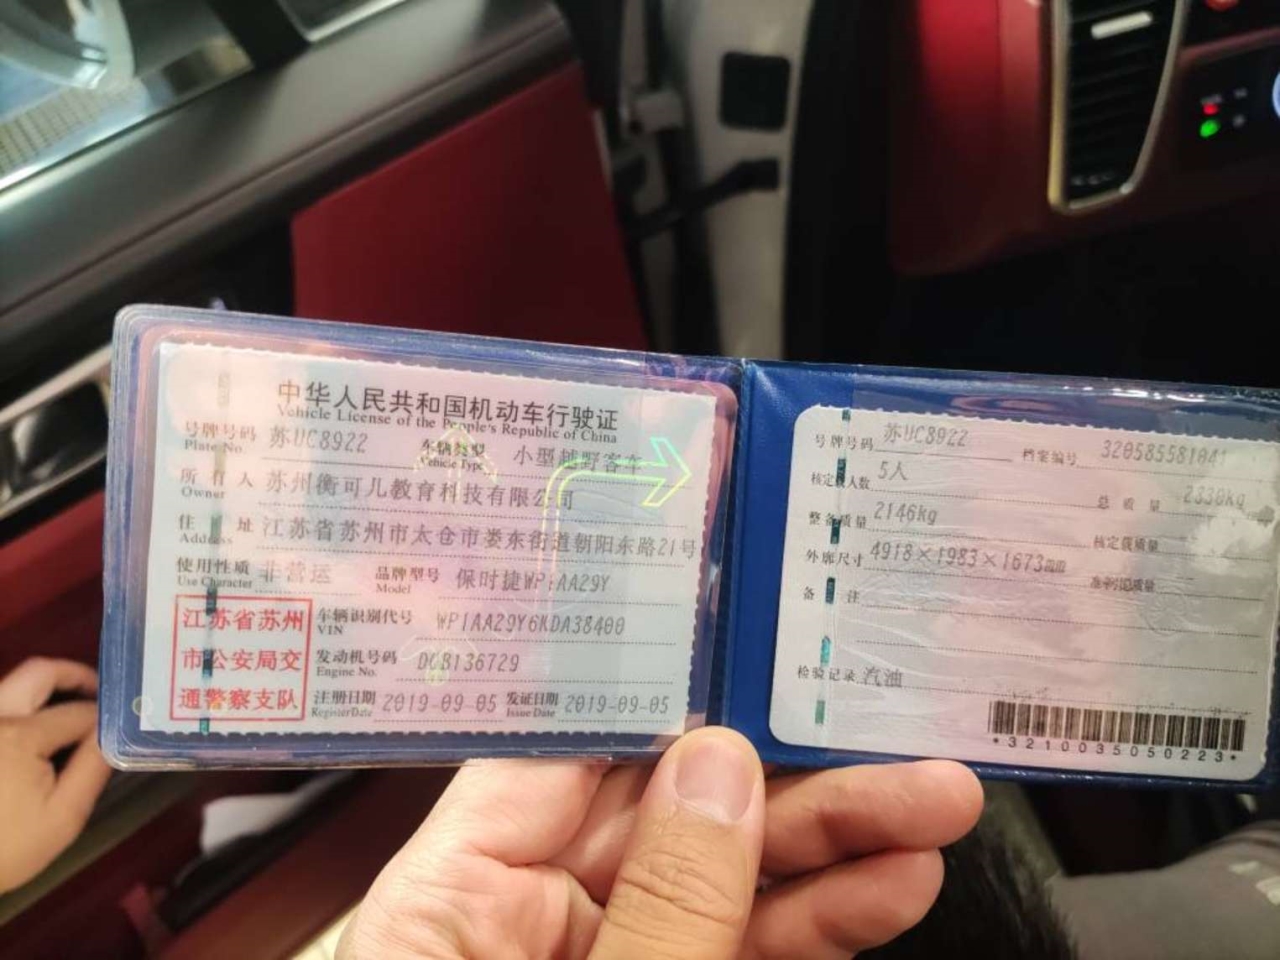 中华人民共和国机动车行驶证
Vehicle License of the People's Republic of China
号牌号码 苏UC8922 车辆类型 小型越野客车
Plate No. Vehicle Type
所有人 苏州衡可儿教育科技有限公司
Owner
住址 江苏省苏州市太仓市娄东街道朝阳东路21号
Address
使用性质 非营运 品牌型号 保时捷WP1AA29Y
Use Character Model
江苏省苏州
市公安局交
通警察支队
车辆识别代号 WP1AA29Y6KDA38400
VIN
发动机号码 DCB136729
Engine No.
注册日期 2019-09-05 发证日期 2019-09-05
Register Date Issue Date
号牌号码 苏UC8922 档案编号
核定载人数 5人 总质量 2330kg
整备质量 2146kg 核定载质量
外廓尺寸 4918×1983×1673mm 准牵引总质量
备注
检验记录 汽油
*3210035050223*